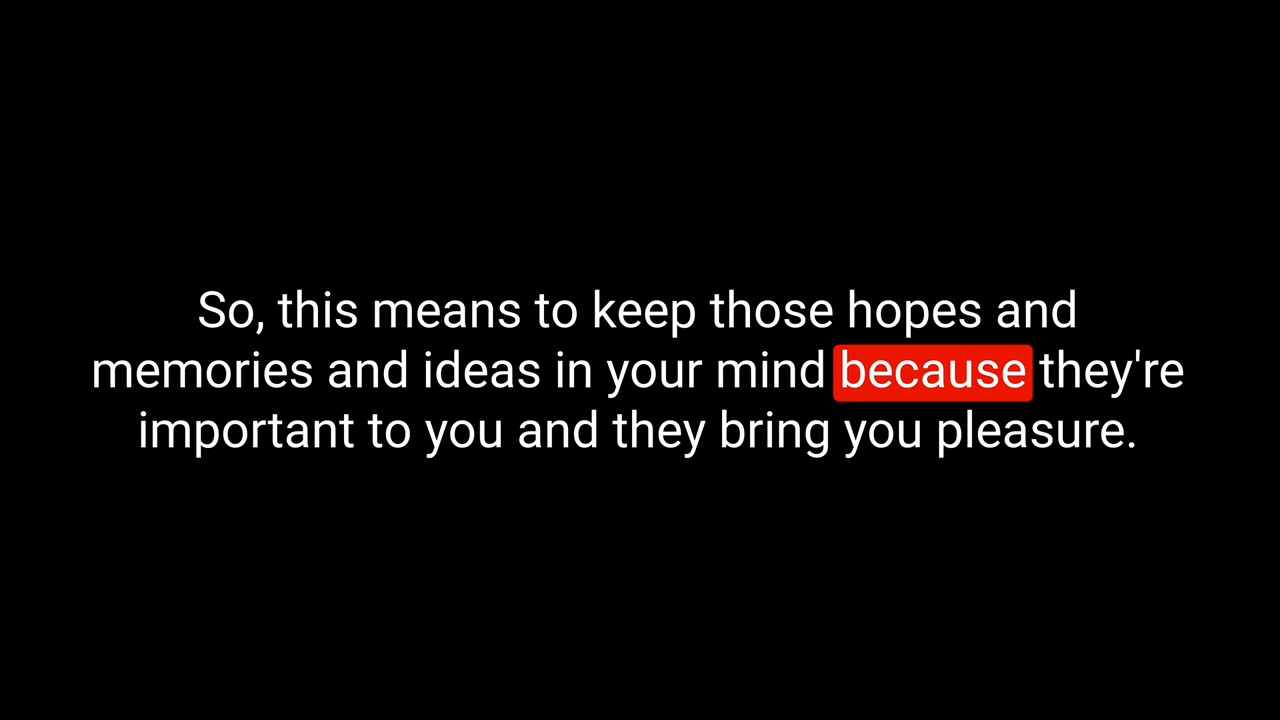 So, this means to keep those hopes and
memories and ideas in your mind because they're
important to you and they bring you pleasure.